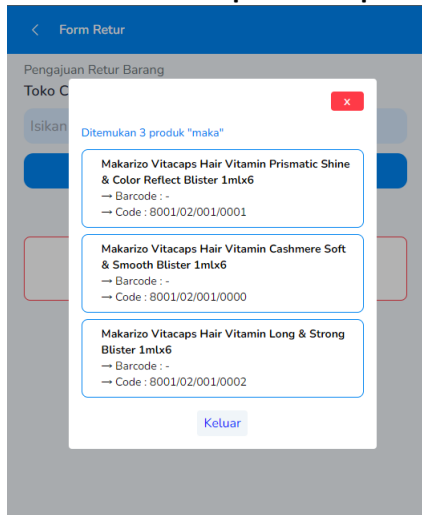 Form Retur
Pengajuan Retur Barang
Toko C
Isikan
x
Ditemukan 3 produk "maka"
Makarizo Vitacaps Hair Vitamin Prismatic Shine
& Color Reflect Blister 1mlx6
→ Barcode : -
→ Code : 8001/02/001/0001
Makarizo Vitacaps Hair Vitamin Cashmere Soft
& Smooth Blister 1mlx6
→ Barcode : -
→ Code : 8001/02/001/0000
Makarizo Vitacaps Hair Vitamin Long & Strong
Blister 1mlx6
→ Barcode : -
→ Code : 8001/02/001/0002
Keluar